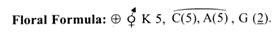 Floral Formula: ⊕ ⚥ K 5, C(5), A(5), G (2).